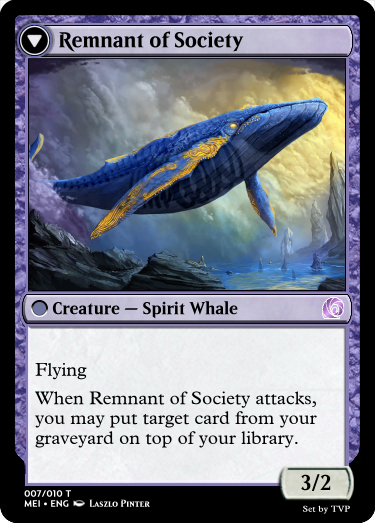 Remnant of Society
Creature — Spirit Whale
Flying
When Remnant of Society attacks,
you may put target card from your
graveyard on top of your library.
3/2
007/010 T
MEI • ENG Laszlo Pinter
Set by TVP